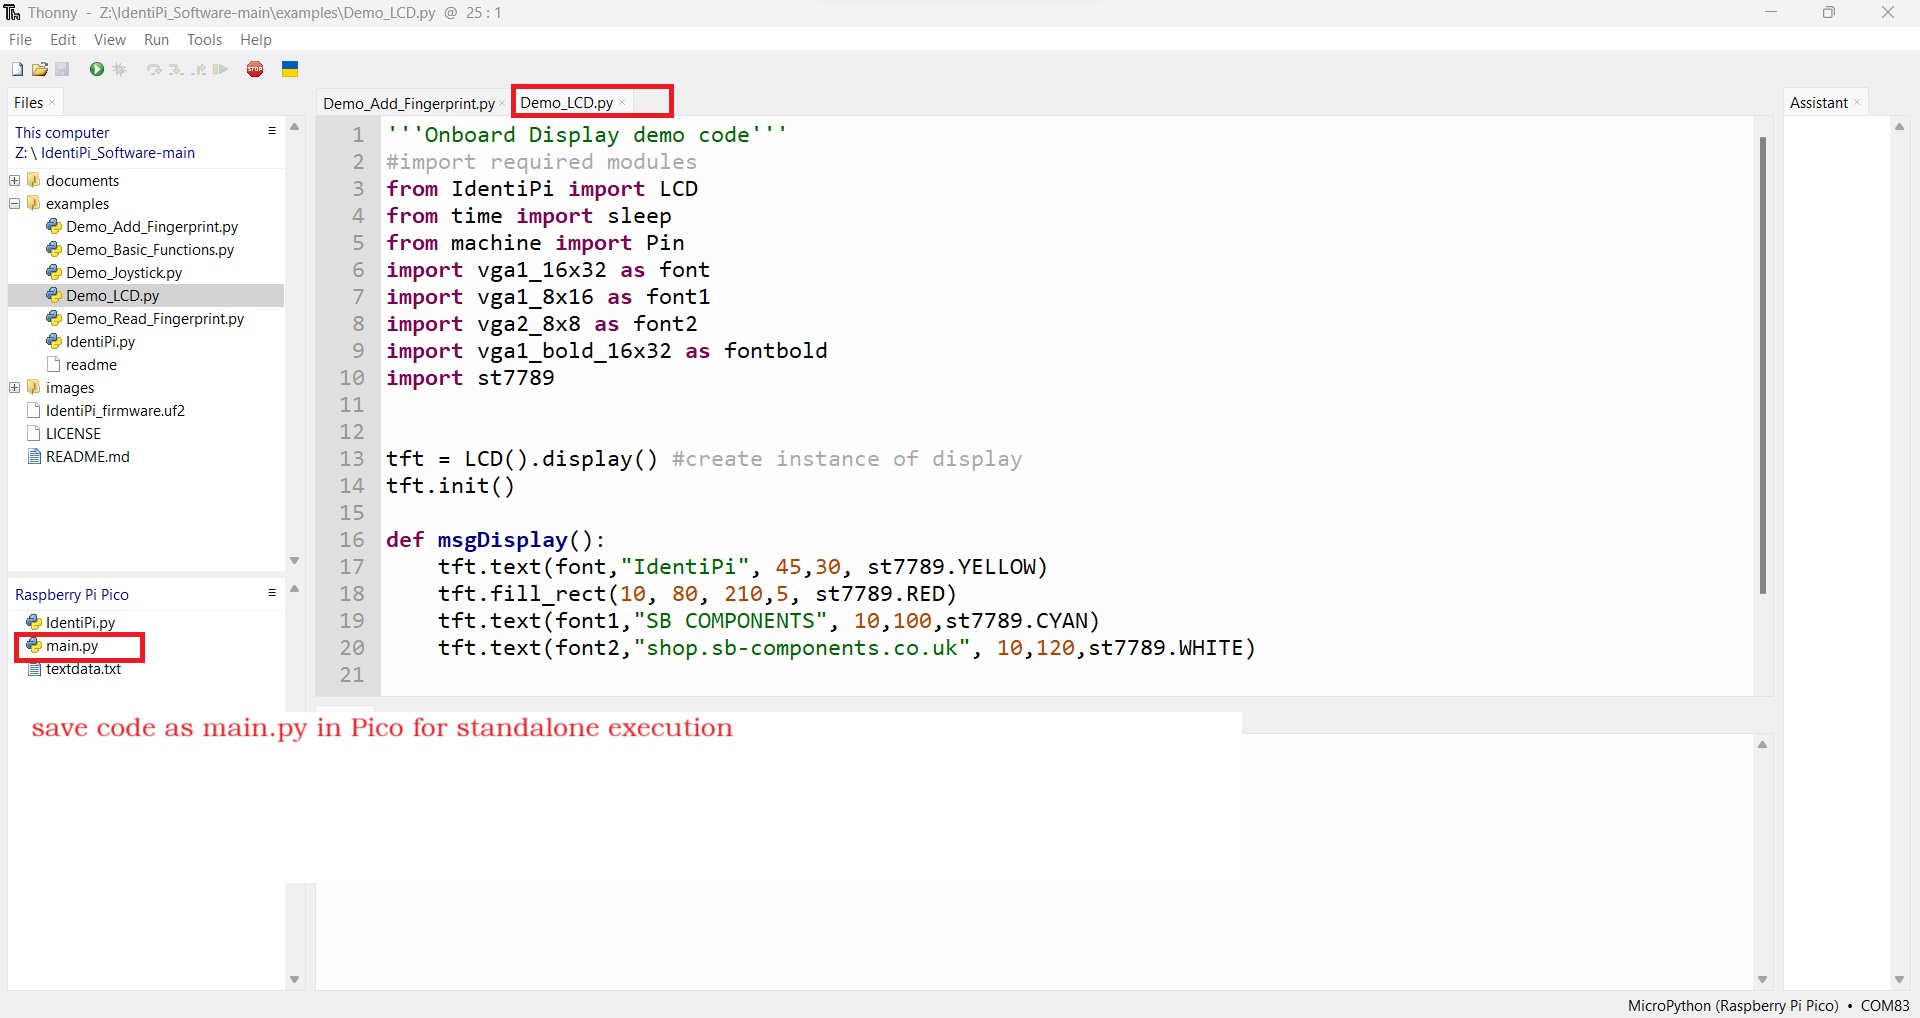 Thonny - Z:\IdentiPi_Software-main\examples\Demo_LCD.py @ 25 : 1
File Edit View Run Tools Help
STOP
Files
This computer
Z: \ IdentiPi_Software-main
documents
examples
Demo_Add_Fingerprint.py
Demo_Basic_Functions.py
Demo_Joystick.py
Demo_LCD.py
Demo_Read_Fingerprint.py
IdentiPi.py
readme
images
IdentiPi_firmware.uf2
LICENSE
README.md
Raspberry Pi Pico
IdentiPi.py
main.py
textdata.txt
Demo_Add_Fingerprint.py Demo_LCD.py
1 '''Onboard Display demo code'''
2 #import required modules
3 from IdentiPi import LCD
4 from time import sleep
5 from machine import Pin
6 import vga1_16x32 as font
7 import vga1_8x16 as font1
8 import vga2_8x8 as font2
9 import vga1_bold_16x32 as fontbold
10 import st7789
11
12
13 tft = LCD().display() #create instance of display
14 tft.init()
15
16 def msgDisplay():
17 tft.text(font,"IdentiPi", 45,30, st7789.YELLOW)
18 tft.fill_rect(10, 80, 210,5, st7789.RED)
19 tft.text(font1,"SB COMPONENTS", 10,100,st7789.CYAN)
20 tft.text(font2,"shop.sb-components.co.uk", 10,120,st7789.WHITE)
21
save code as main.py in Pico for standalone execution
Assistant
MicroPython (Raspberry Pi Pico) • COM83